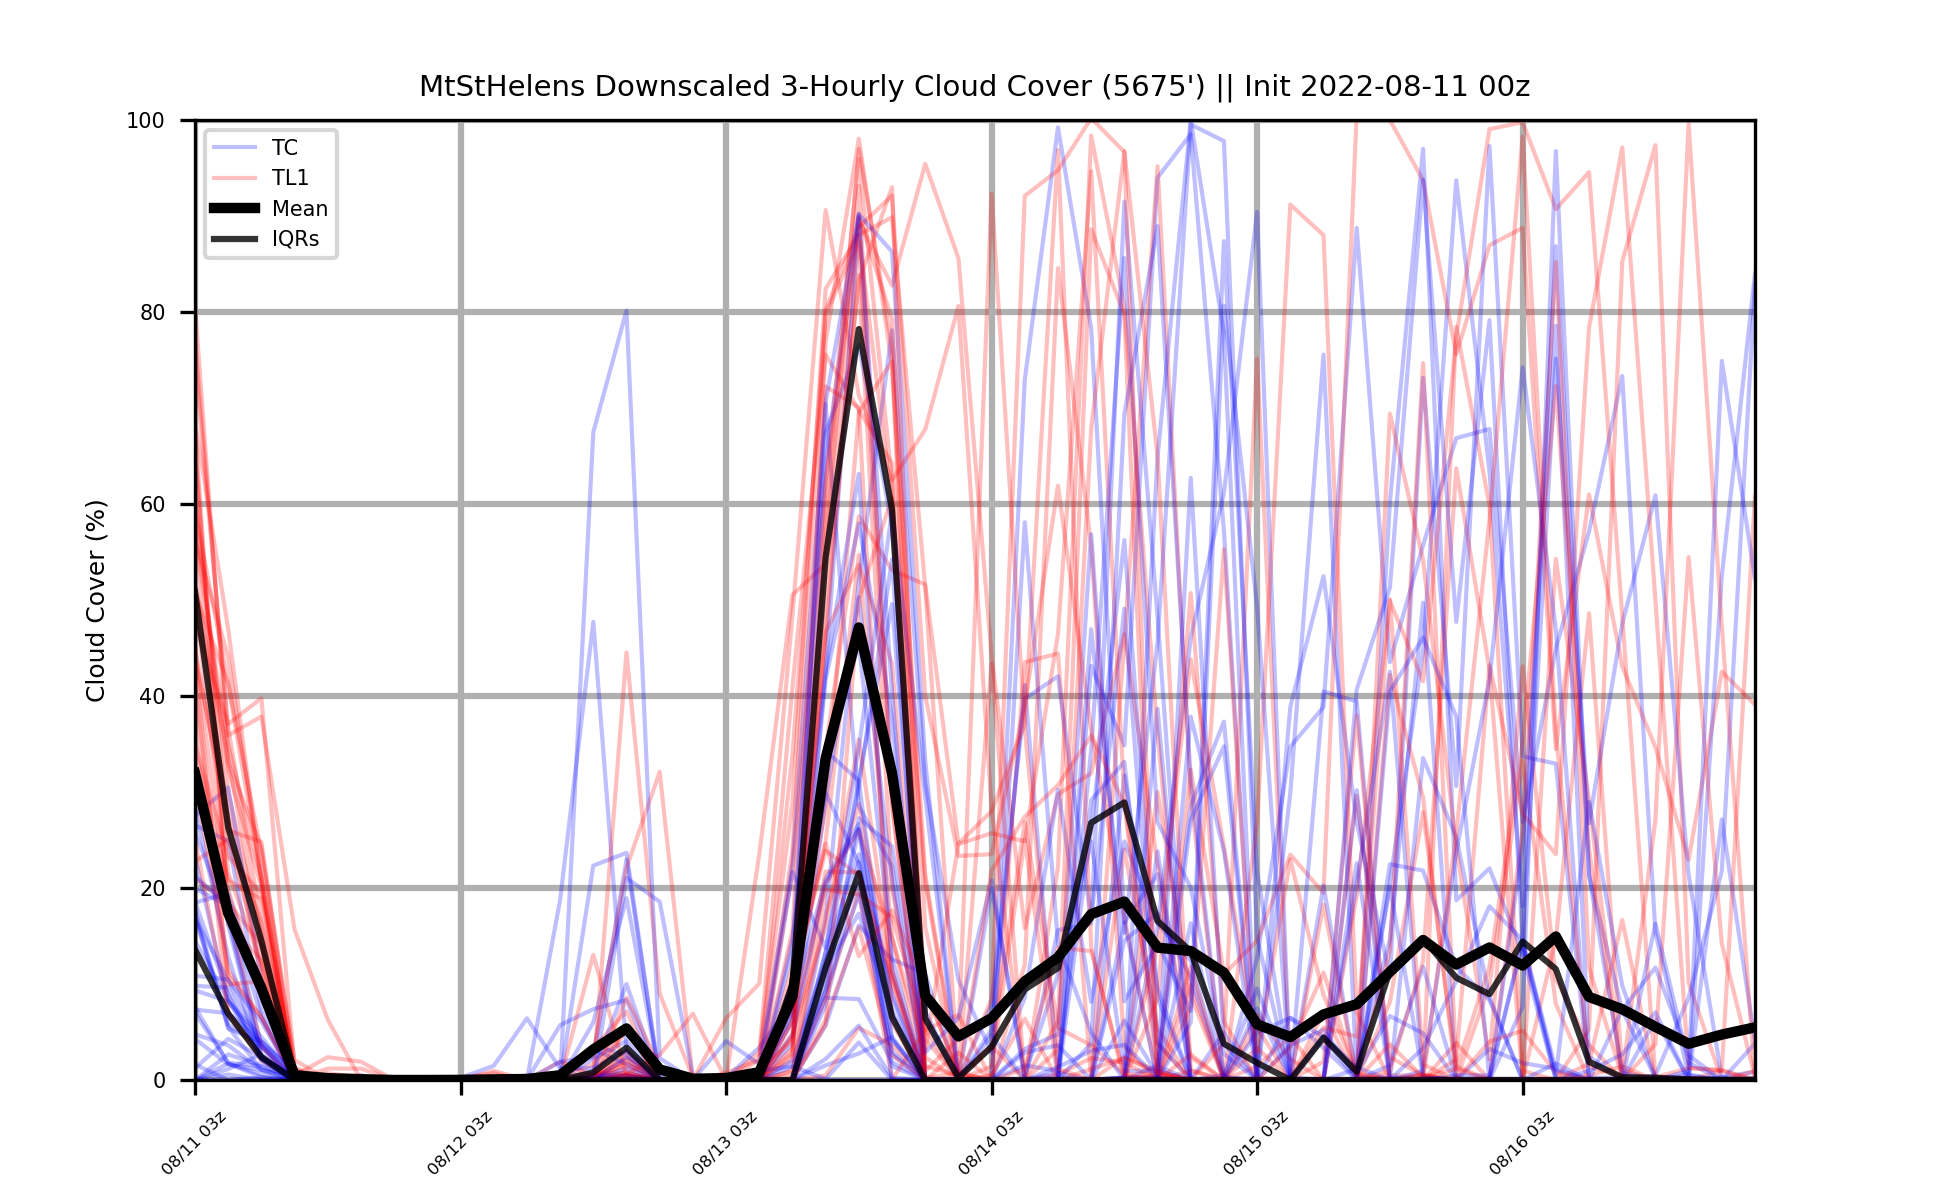 MtStHelens Downscaled 3-Hourly Cloud Cover (5675') || Init 2022-08-11 00z
100
80
60
40
20
0
Cloud Cover (%)
TC
TL1
Mean
IQRs
08/11 03z
08/12 03z
08/13 03z
08/14 03z
08/15 03z
08/16 03z